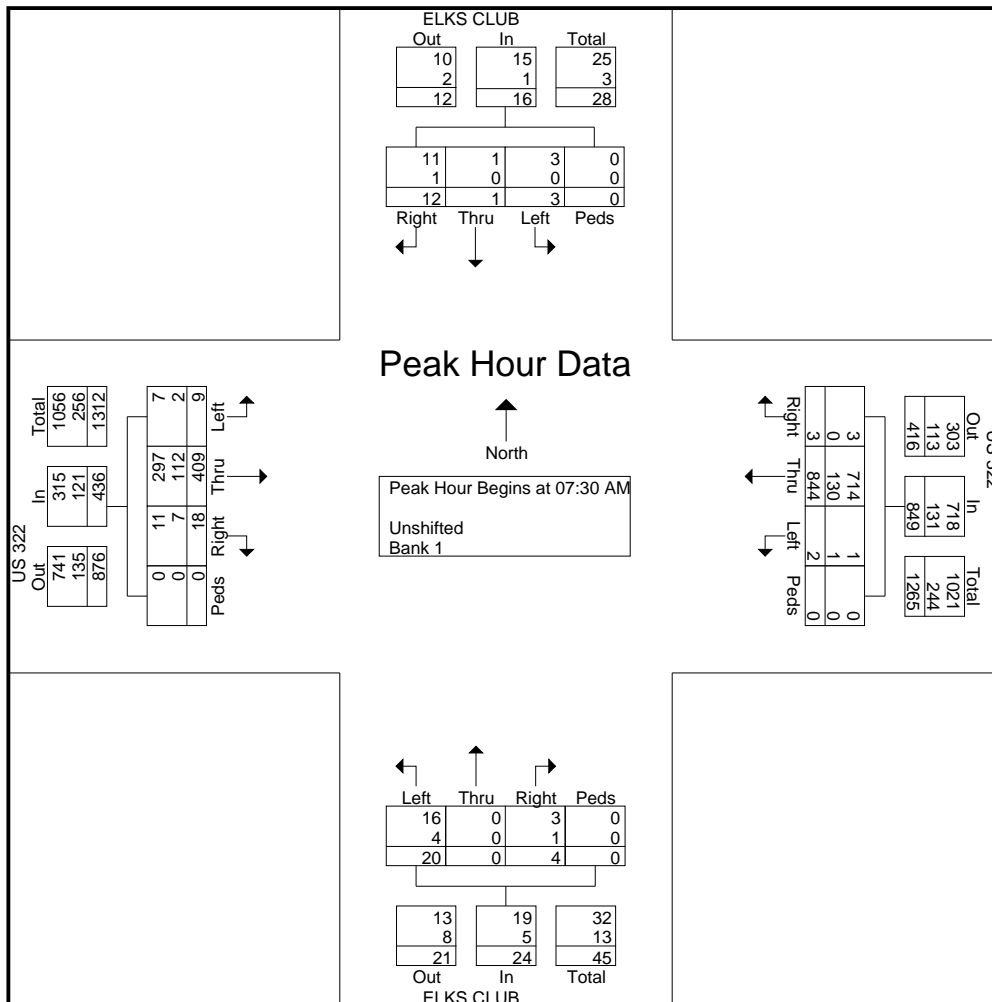 ELKS CLUB
Out In Total
10 15 25
2 1 3
12 16 28
11 1 3 0
1 0 0 0
12 1 3 0
Right Thru Left Peds
Peak Hour Data
North
Peak Hour Begins at 07:30 AM
Unshifted
Bank 1
US 322
Out In Total
741 315 1056
135 121 256
876 436 1312
7 297 11 0
2 112 7 0
9 409 18 0
Left Thru Right Peds
US 322
Out In Total
303 718 1021
113 131 244
416 849 1265
3 714 1 0
0 130 1 0
3 844 2 0
Right Thru Left Peds
Left Thru Right Peds
16 0 3 0
4 0 1 0
20 0 4 0
13 19 32
8 5 13
21 24 45
Out In Total
ELKS CLUB